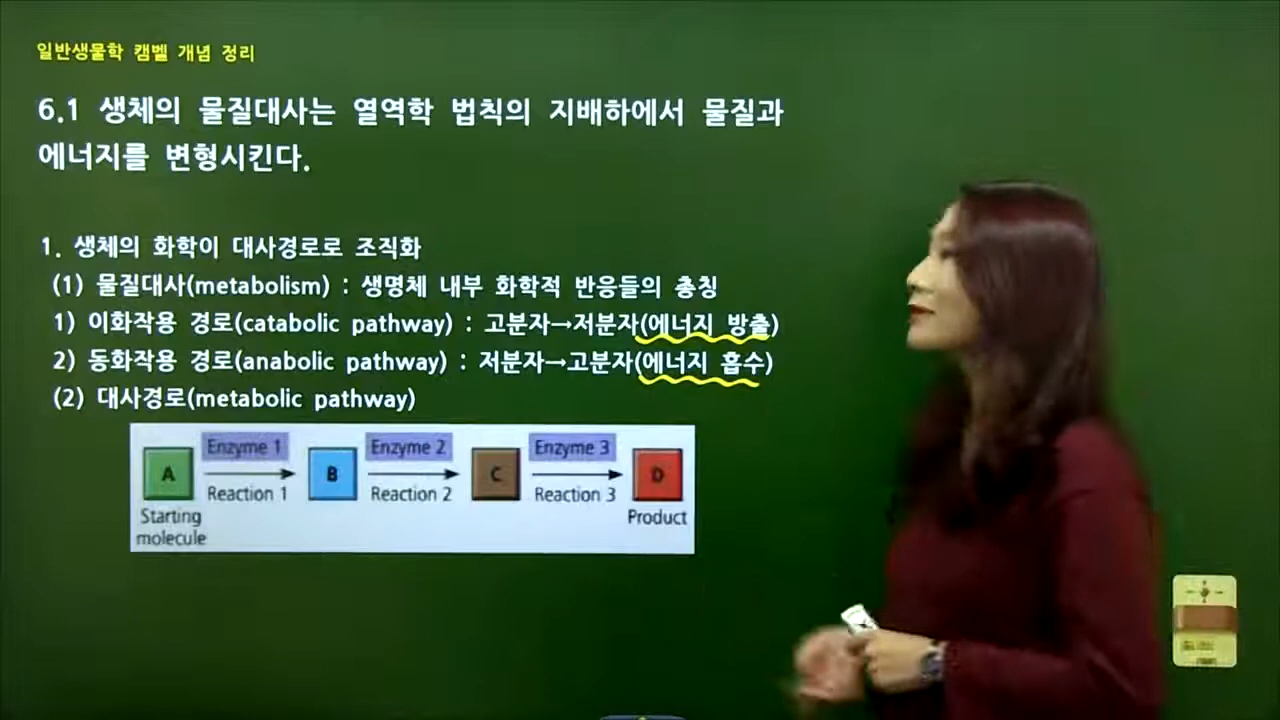 일반생물학 캠벨 개념 정리
6.1 생체의 물질대사는 열역학 법칙의 지배하에서 물질과
에너지를 변형시킨다.
1. 생체의 화학이 대사경로로 조직화
(1) 물질대사(metabolism) : 생명체 내부 화학적 반응들의 총칭
1) 이화작용 경로(catabolic pathway) : 고분자→저분자(에너지 방출)
2) 동화작용 경로(anabolic pathway) : 저분자→고분자(에너지 흡수)
(2) 대사경로(metabolic pathway)
Enzyme 1 Enzyme 2 Enzyme 3
A B C D
Reaction 1 Reaction 2 Reaction 3
Starting Product
molecule